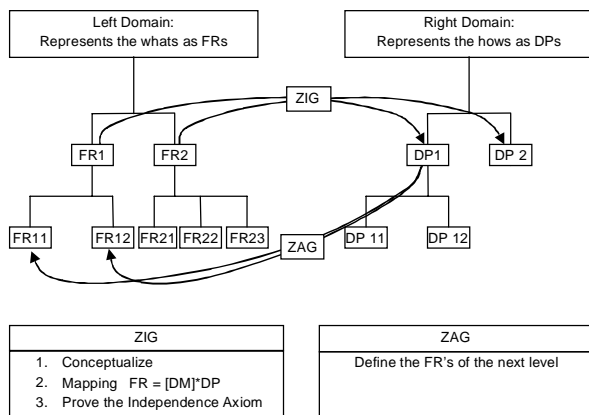 Left Domain:
Represents the whats as FRs
Right Domain:
Represents the hows as DPs
ZIG
FR1
FR2
DP1
DP 2
FR11
FR12
FR21
FR22
FR23
ZAG
DP 11
DP 12
ZIG
1. Conceptualize
2. Mapping FR = [DM]*DP
3. Prove the Independence Axiom
ZAG
Define the FR's of the next level